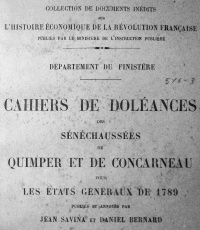 COLLECTION DE DOCUMENTS INÉDITS
SUR
L'HISTOIRE ÉCONOMIQUE DE LA RÉVOLUTION FRANÇAISE
PUBLIÉS PAR LE MINISTÈRE DE L'INSTRUCTION PUBLIQUE
DÉPARTEMENT DU FINISTÈRE
CAHIERS DE DOLÉANCES
DES
SÉNÉCHAUSSÉES
DE
QUIMPER ET DE CONCARNEAU
POUR
LES ÉTATS GENERAUX DE 1789
PUBLIÉS ET ANNOTÉS PAR
JEAN SAVINA ET DANIEL BERNARD